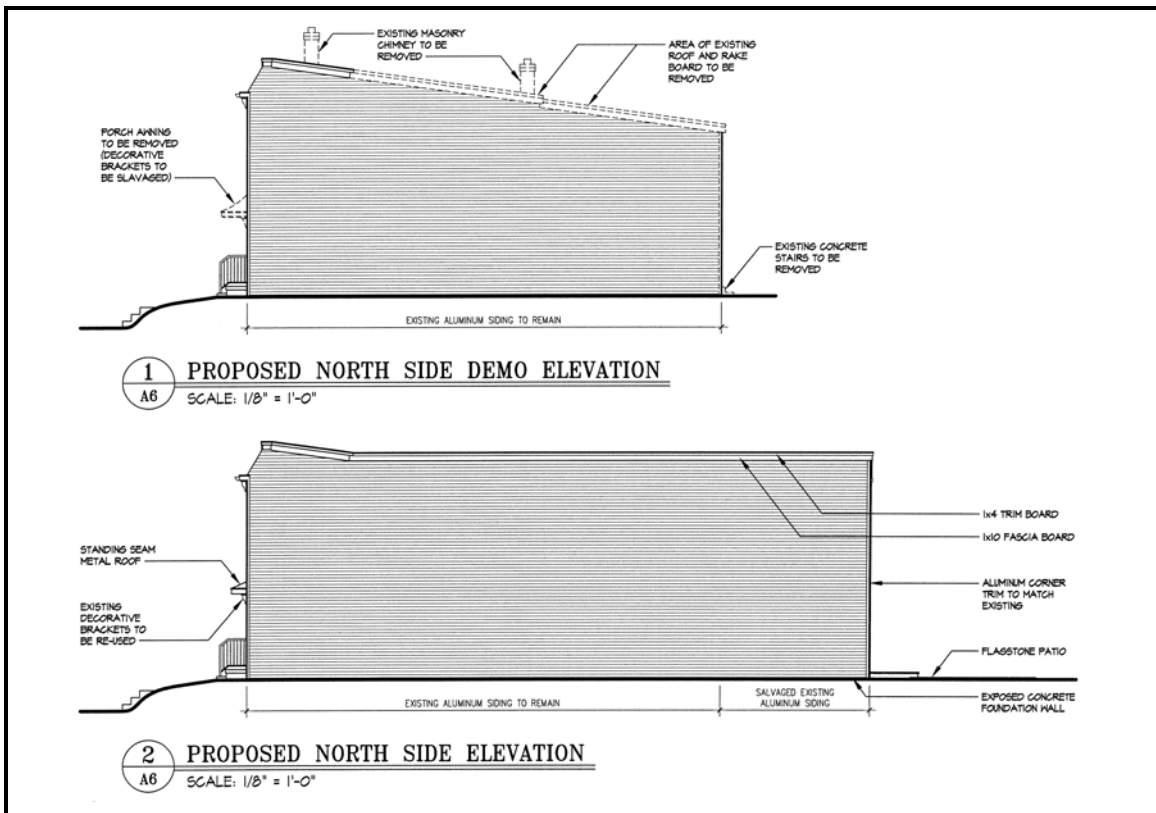 EXISTING MASONRY
CHIMNEY TO BE
REMOVED
AREA OF EXISTING
ROOF AND RAKE
BOARD TO BE
REMOVED
PORCH AWNING
TO BE REMOVED
(DECORATIVE
BRACKETS TO
BE SLAVAGED)
EXISTING CONCRETE
STAIRS TO BE
REMOVED
EXISTING ALUMINUM SIDING TO REMAIN
1
A6
PROPOSED NORTH SIDE DEMO ELEVATION
SCALE: 1/8" = 1'-0"
1x4 TRIM BOARD
1x10 FASCIA BOARD
STANDING SEAM
METAL ROOF
ALUMINUM CORNER
TRIM TO MATCH
EXISTING
EXISTING
DECORATIVE
BRACKETS TO
BE RE-USED
FLAGSTONE PATIO
EXISTING ALUMINUM SIDING TO REMAIN
SALVAGED EXISTING
ALUMINUM SIDING
EXPOSED CONCRETE
FOUNDATION WALL
2
A6
PROPOSED NORTH SIDE ELEVATION
SCALE: 1/8" = 1'-0"